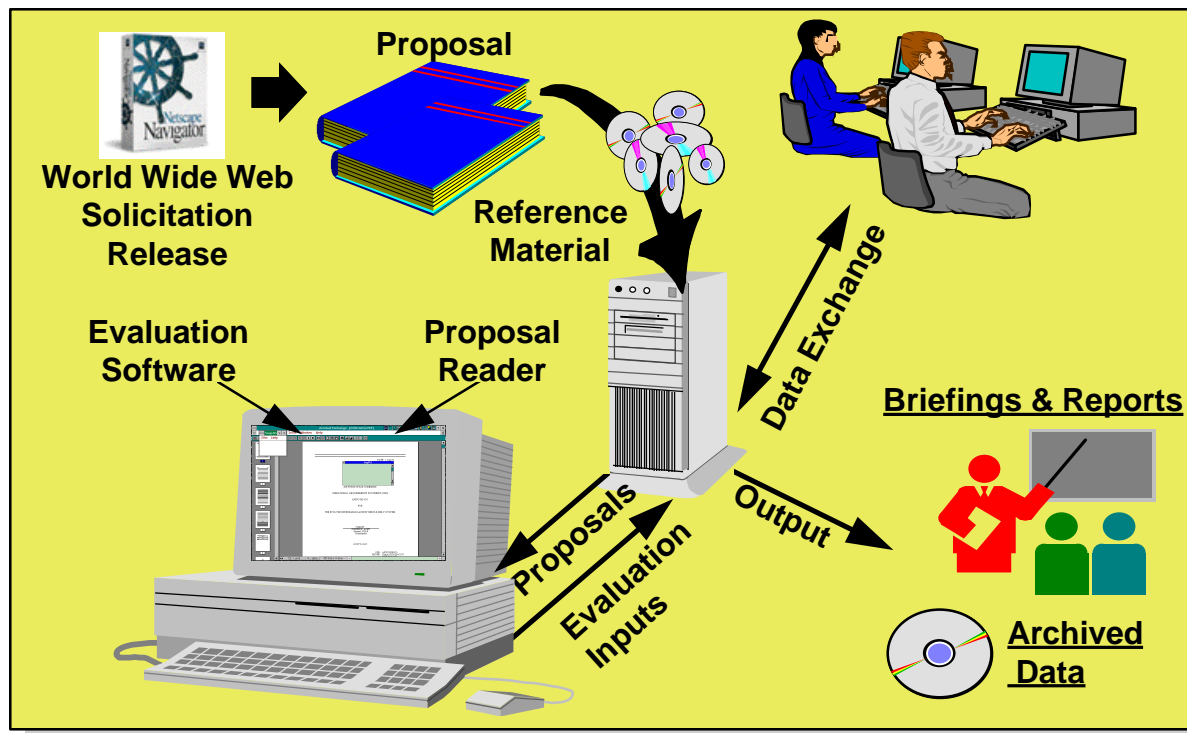 Netscape
Navigator
World Wide Web
Solicitation
Release
Proposal
Reference
Material
Evaluation
Software
Proposal
Reader
Data Exchange
Proposals
Evaluation
Inputs
Output
Briefings & Reports
Archived
Data